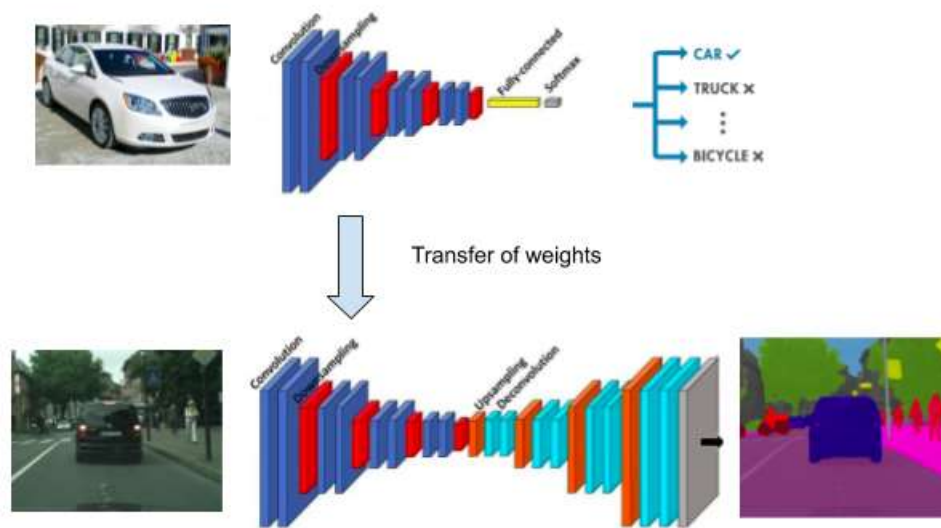 Convolution
Downsampling
Fully-connected
Softmax
CAR ✓
TRUCK ×
⋮
BICYCLE ×
Transfer of weights
Convolution
Downsampling
Upsampling
Deconvolution